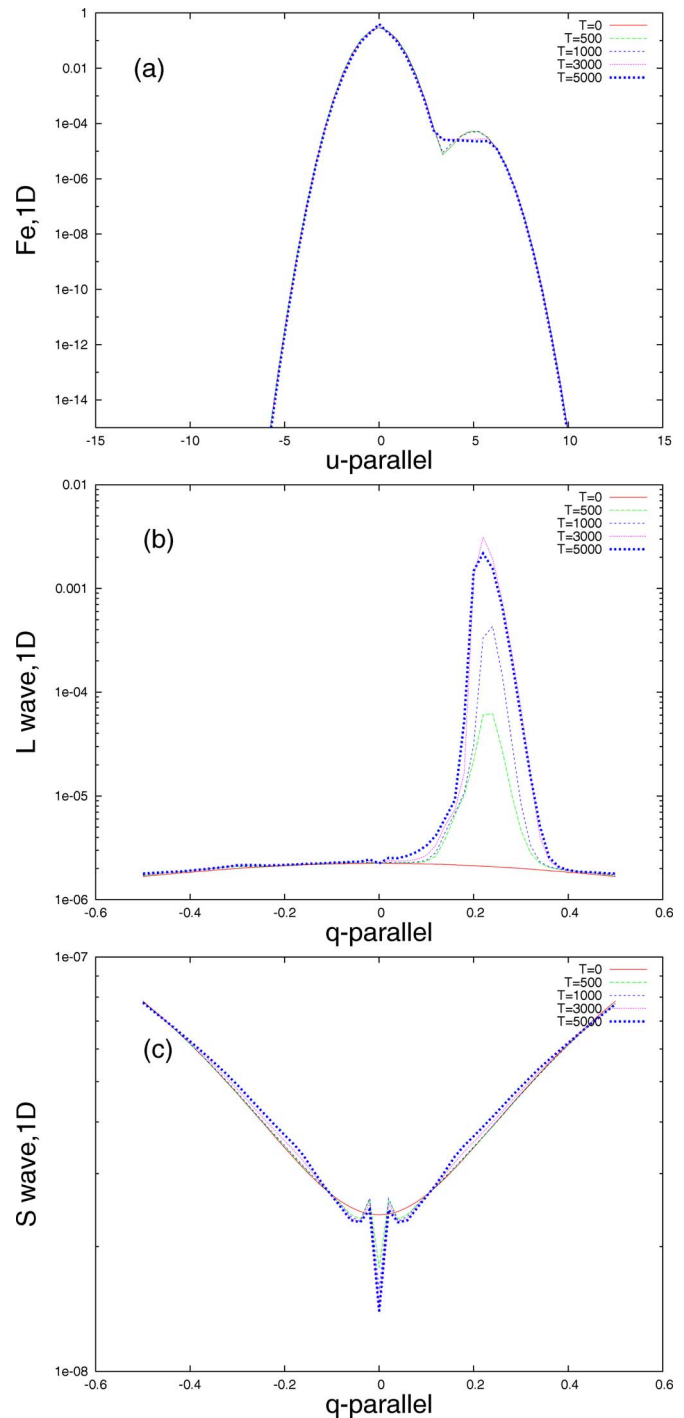 1
0.01
1e-04
1e-06
1e-08
1e-10
1e-12
1e-14
Fe,1D
(a)
T=0
T=500
T=1000
T=3000
T=5000
-15
-10
-5
0
5
10
15
u-parallel
0.01
0.001
1e-04
1e-05
1e-06
L wave,1D
(b)
T=0
T=500
T=1000
T=3000
T=5000
-0.6
-0.4
-0.2
0
0.2
0.4
0.6
q-parallel
1e-07
1e-08
S wave,1D
(c)
T=0
T=500
T=1000
T=3000
T=5000
-0.6
-0.4
-0.2
0
0.2
0.4
0.6
q-parallel